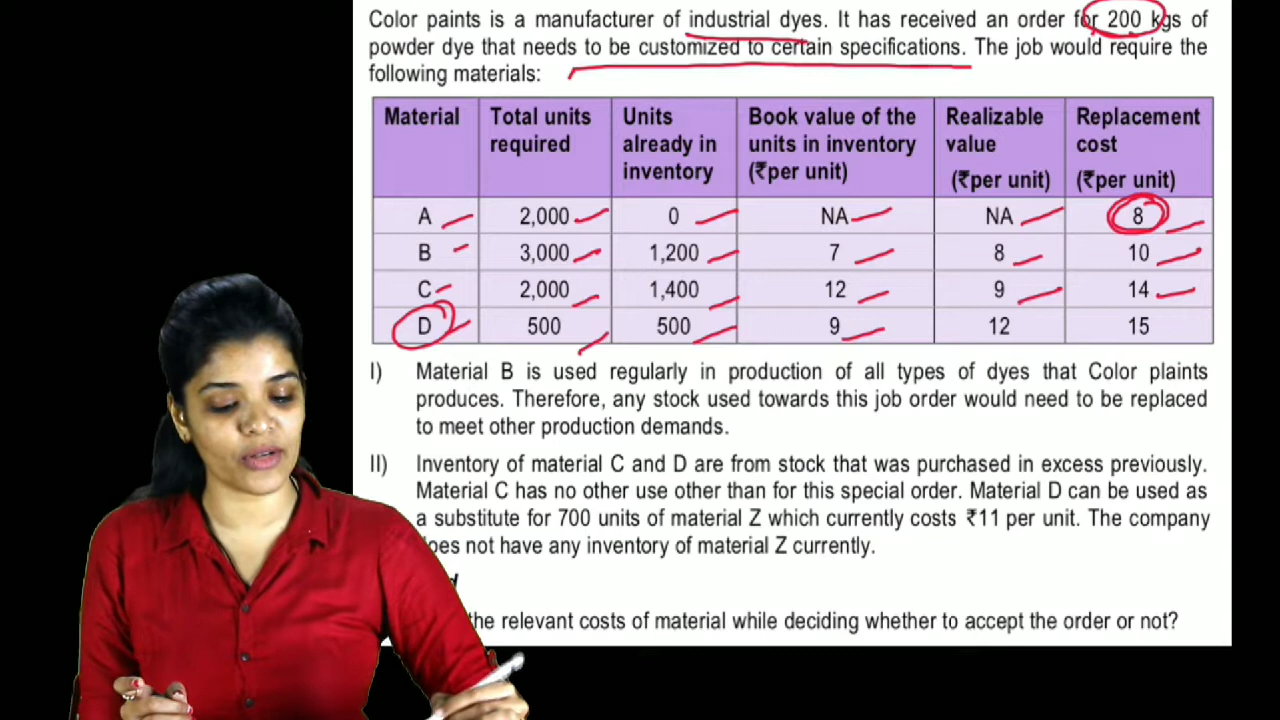 Color paints is a manufacturer of industrial dyes. It has received an order for 200 kgs of
powder dye that needs to be customized to certain specifications. The job would require the
following materials:
Material Total units required Units already in inventory Book value of the units in inventory (₹per unit) Realizable value (₹per unit) Replacement cost (₹per unit)
A 2,000 0 NA NA 8
B 3,000 1,200 7 8 10
C 2,000 1,400 12 9 14
D 500 500 9 12 15
I) Material B is used regularly in production of all types of dyes that Color plaints
produces. Therefore, any stock used towards this job order would need to be replaced
to meet other production demands.
II) Inventory of material C and D are from stock that was purchased in excess previously.
Material C has no other use other than for this special order. Material D can be used as
a substitute for 700 units of material Z which currently costs ₹11 per unit. The company
does not have any inventory of material Z currently.
the relevant costs of material while deciding whether to accept the order or not?